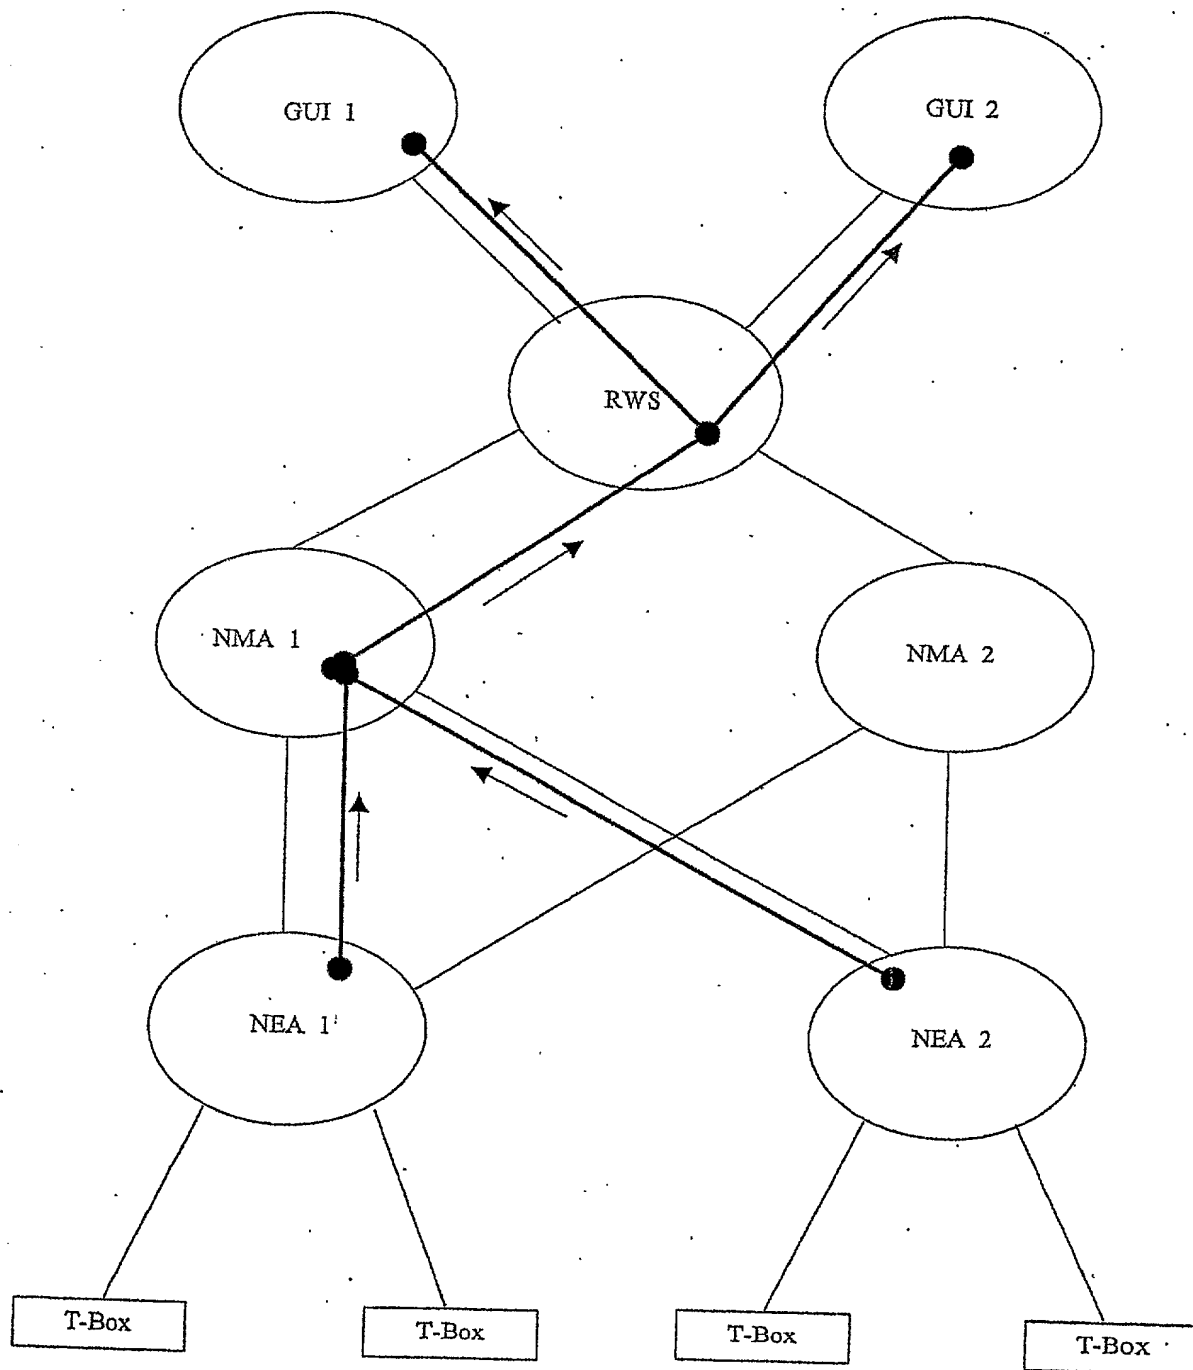 GUI 1
GUI 2
RWS
NMA 1
NMA 2
NEA 1
NEA 2
T-Box
T-Box
T-Box
T-Box